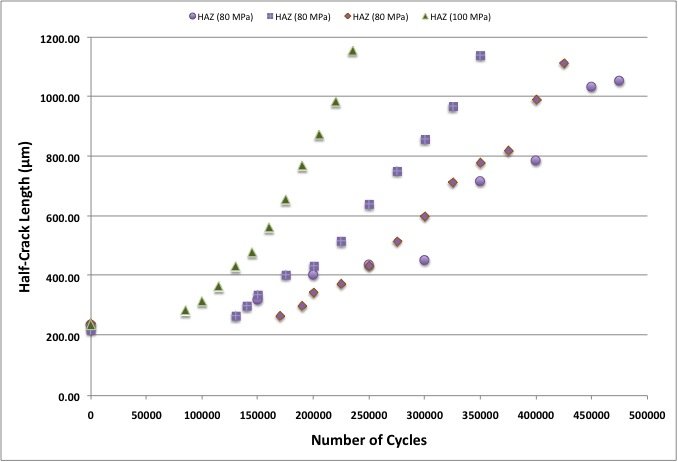 HAZ (80 MPa) HAZ (80 MPa) HAZ (80 MPa) HAZ (100 MPa)
1200.00
1000.00
800.00
600.00
400.00
200.00
0.00
Half-Crack Length (µm)
0 50000 100000 150000 200000 250000 300000 350000 400000 450000 500000
Number of Cycles